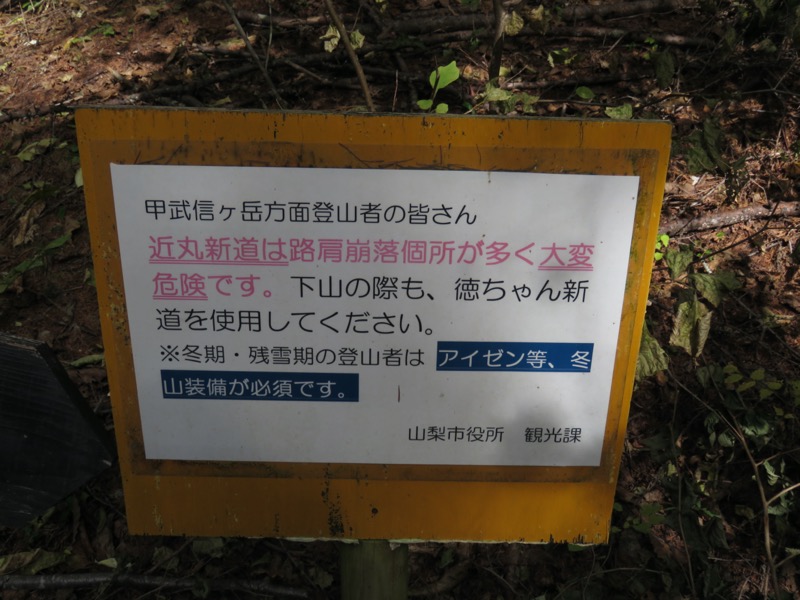 甲武信ヶ岳方面登山者の皆さん
近丸新道は路肩崩落個所が多く大変
危険です。下山の際も、徳ちゃん新
道を使用してください。
※冬期・残雪期の登山者は アイゼン等、冬
山装備が必須です。
山梨市役所　観光課